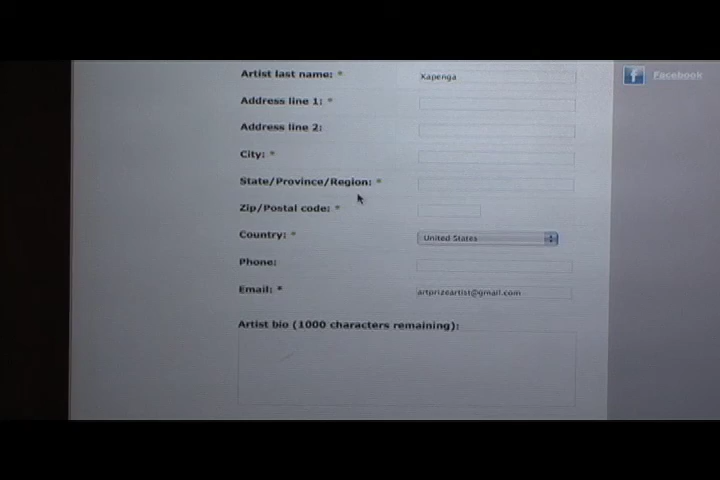 Artist last name: * Xapenga
f Facebook
Address line 1: *
Address line 2:
City: *
State/Province/Region: *
Zip/Postal code: *
Country: * United States
Phone:
Email: * artprizeartist@gmail.com
Artist bio (1000 characters remaining):